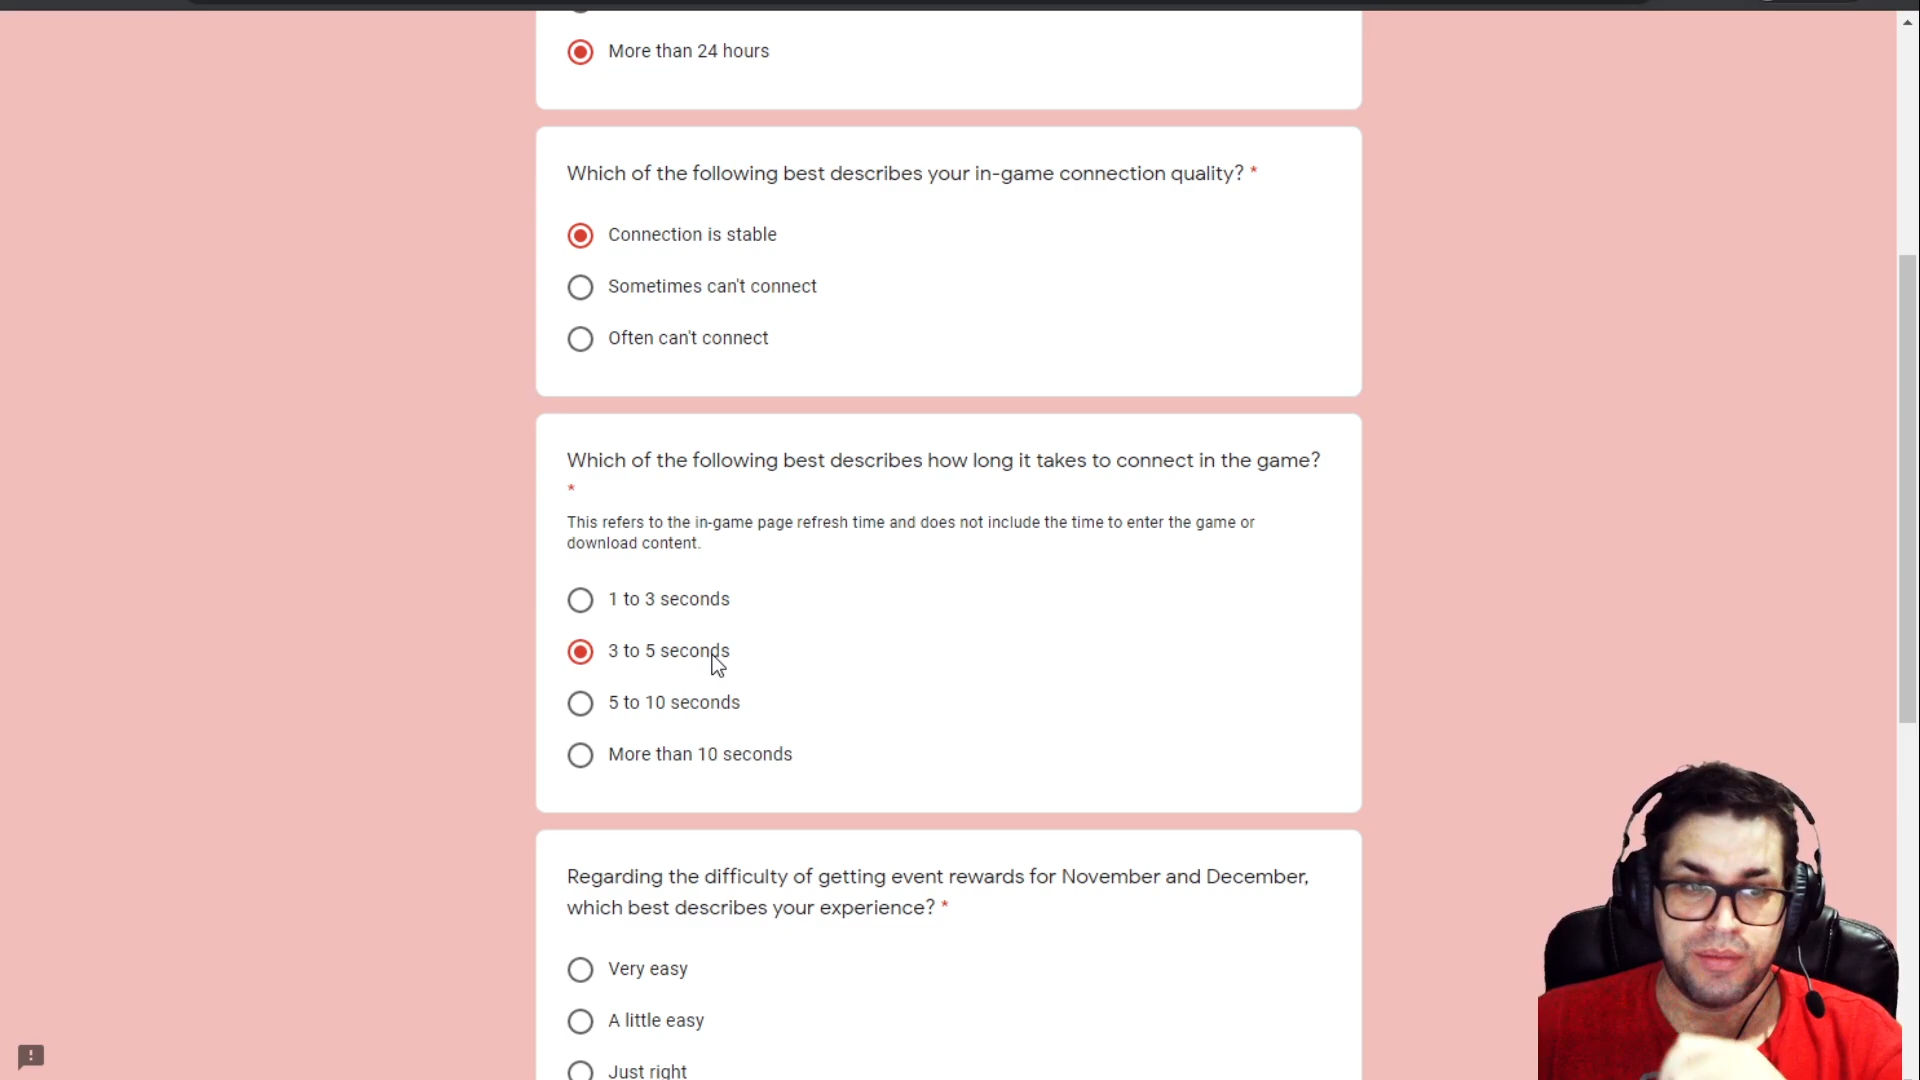 More than 24 hours
Which of the following best describes your in-game connection quality? *
Connection is stable
Sometimes can't connect
Often can't connect
Which of the following best describes how long it takes to connect in the game?
*
This refers to the in-game page refresh time and does not include the time to enter the game or
download content.
1 to 3 seconds
3 to 5 seconds
5 to 10 seconds
More than 10 seconds
Regarding the difficulty of getting event rewards for November and December,
which best describes your experience? *
Very easy
A little easy
Just right